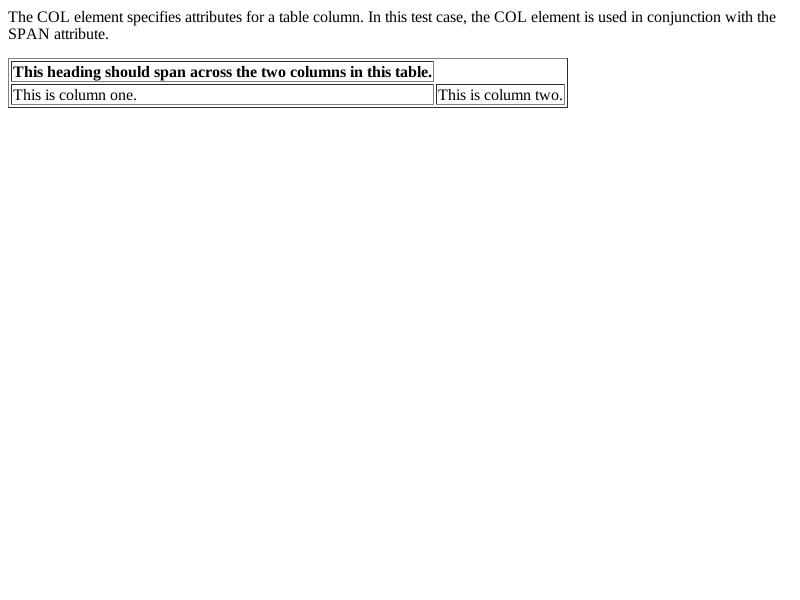 The COL element specifies attributes for a table column. In this test case, the COL element is used in conjunction with the
SPAN attribute.
This heading should span across the two columns in this table.
This is column one. This is column two.